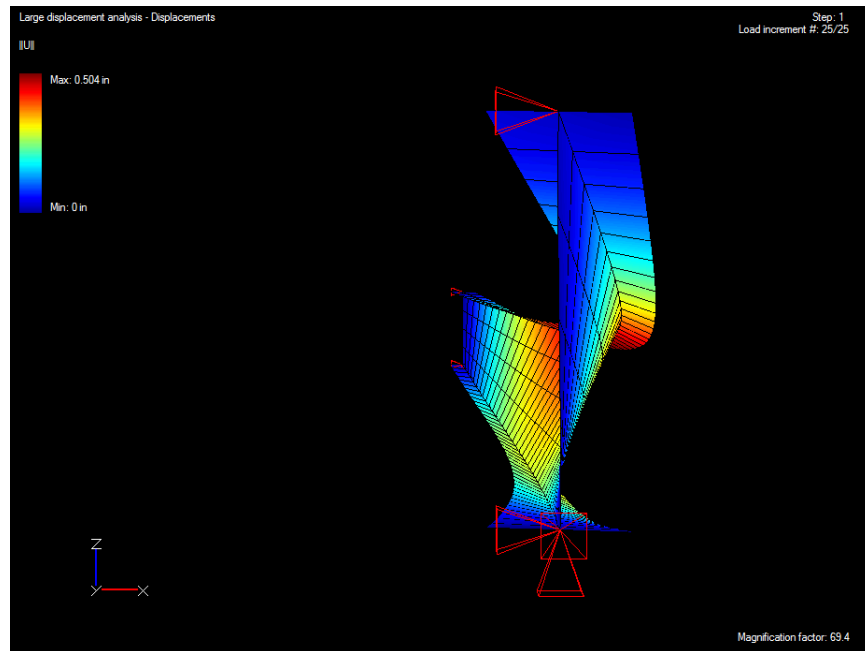 Large displacement analysis - Displacements
Step: 1
Load increment #: 25/25
||U||
Max: 0.504 in
Min: 0 in
Z
X
Magnification factor: 69.4